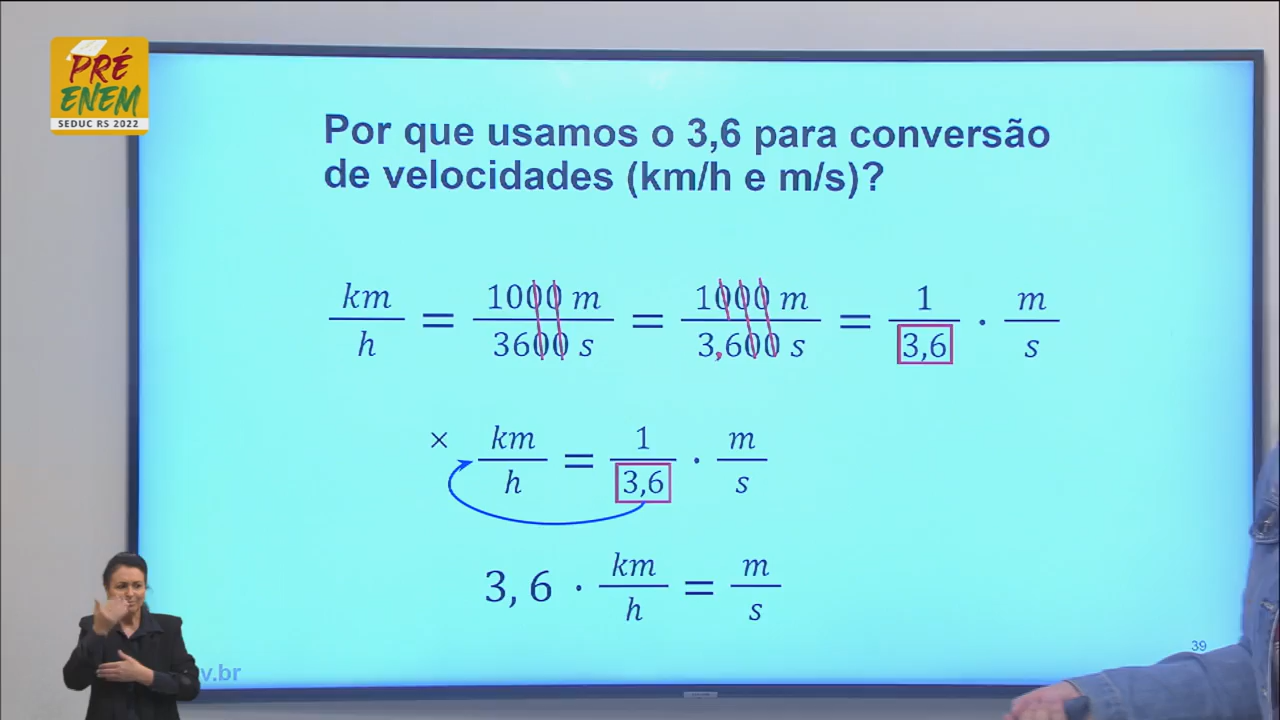 PRÉ
ENEM
SEDUC RS 2022
Por que usamos o 3,6 para conversão
de velocidades (km/h e m/s)?
km/h = 1000 m/3600 s = 1000 m/3,600 s = 1/3,6 · m/s
× km/h = 1/3,6 · m/s
3,6 · km/h = m/s
39
v.br